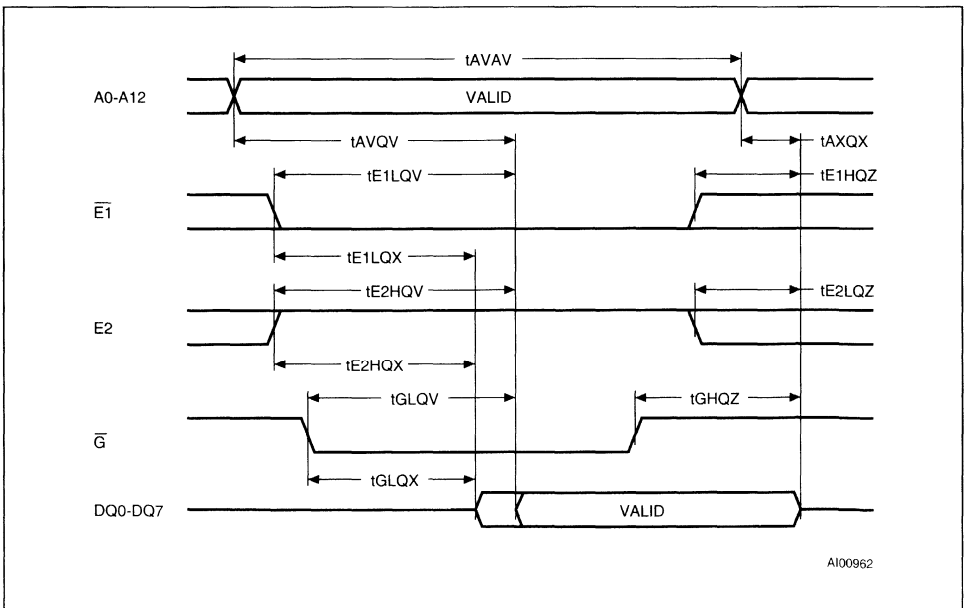 tAVAV
A0-A12
VALID
tAVQV
tAXQX
tE1LQV
tE1HQZ
E1
tE1LQX
tE2HQV
tE2LQZ
E2
tE2HQX
tGLQV
tGHQZ
G
tGLQX
DQ0-DQ7
VALID
AI00962